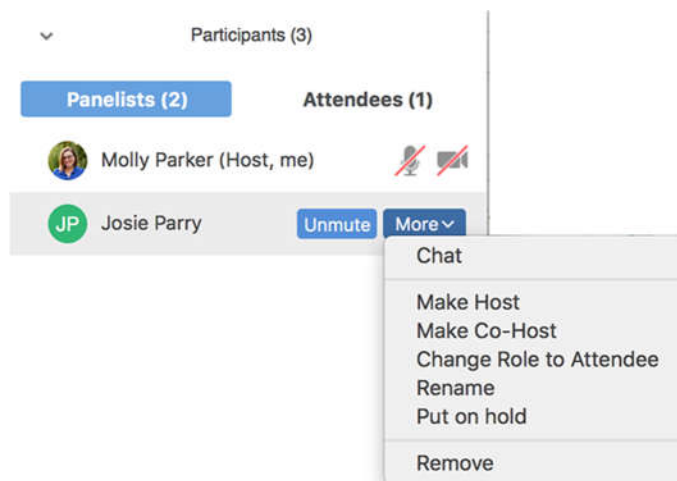 Participants (3)
Panelists (2) Attendees (1)
Molly Parker (Host, me)
JP Josie Parry Unmute More
Chat
Make Host
Make Co-Host
Change Role to Attendee
Rename
Put on hold
Remove